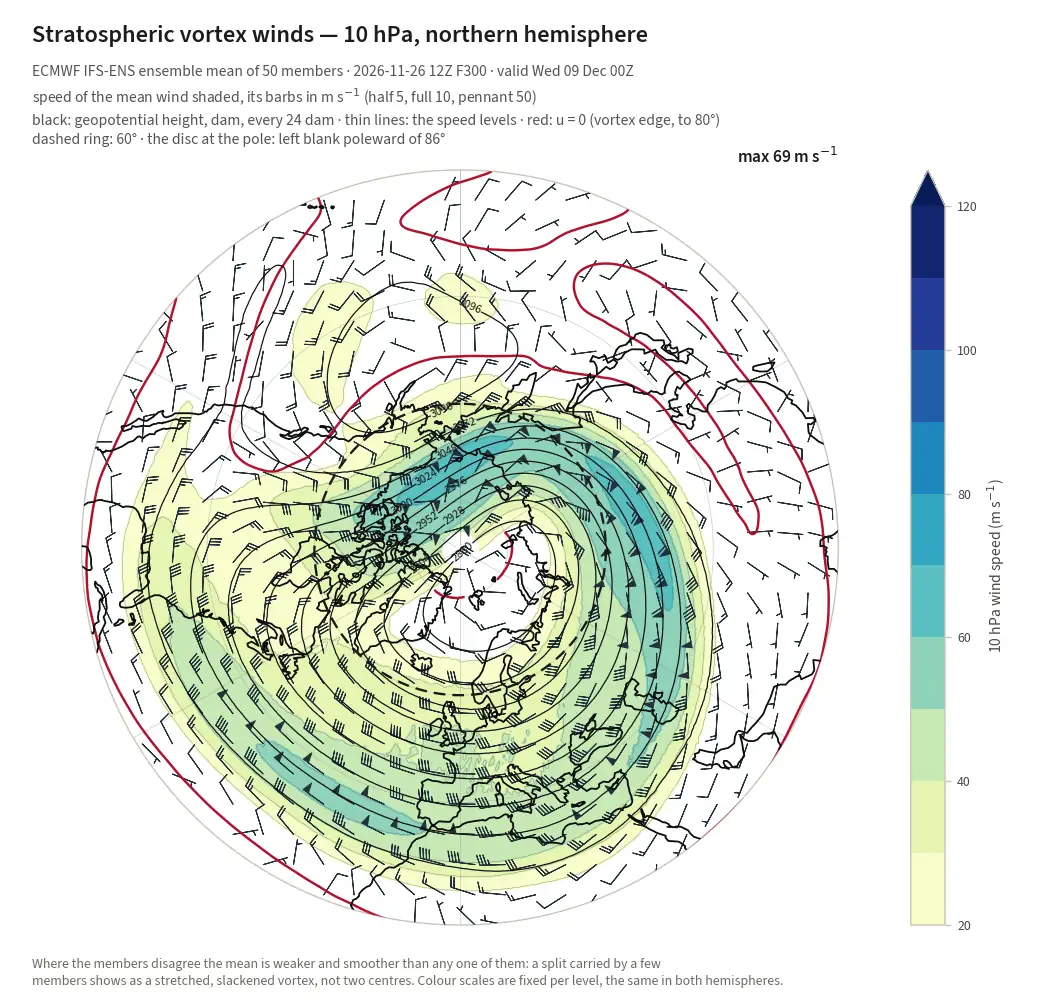 Stratospheric vortex winds — 10 hPa, northern hemisphere
ECMWF IFS-ENS ensemble mean of 50 members · 2026-11-26 12Z F300 · valid Wed 09 Dec 00Z
speed of the mean wind shaded, its barbs in m s⁻¹ (half 5, full 10, pennant 50)
black: geopotential height, dam, every 24 dam · thin lines: the speed levels · red: u = 0 (vortex edge, to 80°)
dashed ring: 60° · the disc at the pole: left blank poleward of 86°
max 69 m s⁻¹
120
100
80
60
40
20
10 hPa wind speed (m s⁻¹)
3096
3048
3024
2952
2928
Where the members disagree the mean is weaker and smoother than any one of them: a split carried by a few
members shows as a stretched, slackened vortex, not two centres. Colour scales are fixed per level, the same in both hemispheres.